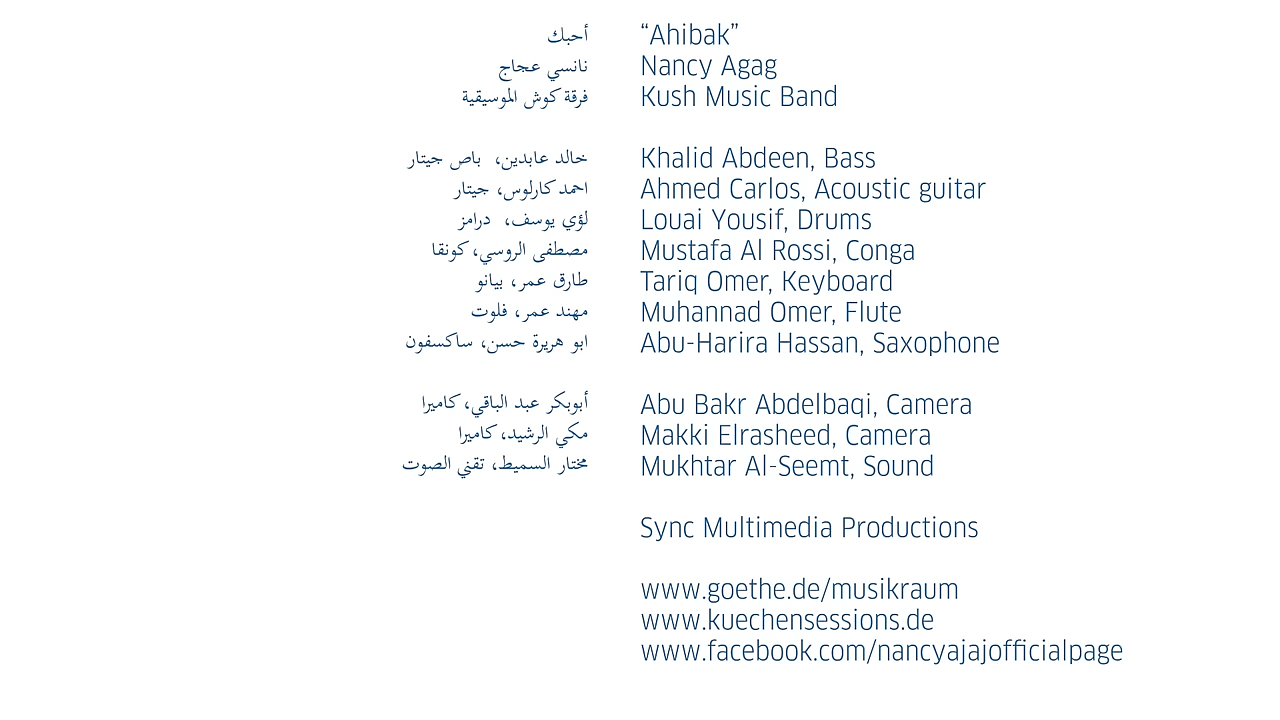 أحبك
“Ahibak”
نانسي عجاج
Nancy Agag
فرقة كوش الموسيقية
Kush Music Band
خالد عابدين، باص جيتار
Khalid Abdeen, Bass
احمد كارلوس، جيتار
Ahmed Carlos, Acoustic guitar
لؤي يوسف، درامز
Louai Yousif, Drums
مصطفى الروسي، كونقا
Mustafa Al Rossi, Conga
طارق عمر، بيانو
Tariq Omer, Keyboard
مهند عمر، فلوت
Muhannad Omer, Flute
ابو هريرة حسن، ساكسفون
Abu-Harira Hassan, Saxophone
أبوبكر عبد الباقي، كاميرا
Abu Bakr Abdelbaqi, Camera
مكي الرشيد، كاميرا
Makki Elrasheed, Camera
مختار السميط، تقني الصوت
Mukhtar Al-Seemt, Sound
Sync Multimedia Productions
www.goethe.de/musikraum
www.kuechensessions.de
www.facebook.com/nancyajajofficialpage